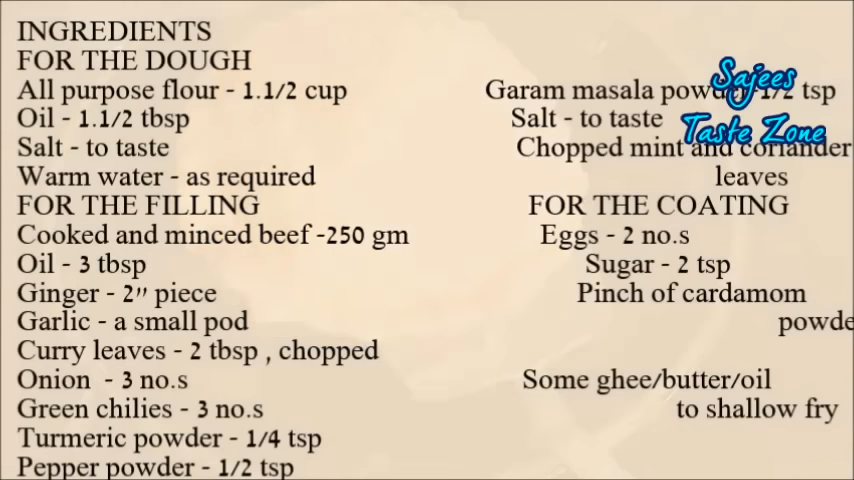 INGREDIENTS
FOR THE DOUGH
All purpose flour - 1.1/2 cup
Oil - 1.1/2 tbsp
Salt - to taste
Warm water - as required
FOR THE FILLING
Cooked and minced beef -250 gm
Oil - 3 tbsp
Ginger - 2" piece
Garlic - a small pod
Curry leaves - 2 tbsp , chopped
Onion - 3 no.s
Green chilies - 3 no.s
Turmeric powder - 1/4 tsp
Pepper powder - 1/2 tsp
Garam masala powder 1/2 tsp
Salt - to taste
Chopped mint and coriander
leaves
FOR THE COATING
Eggs - 2 no.s
Sugar - 2 tsp
Pinch of cardamom
powde
Some ghee/butter/oil
to shallow fry
Sajees
Taste Zone